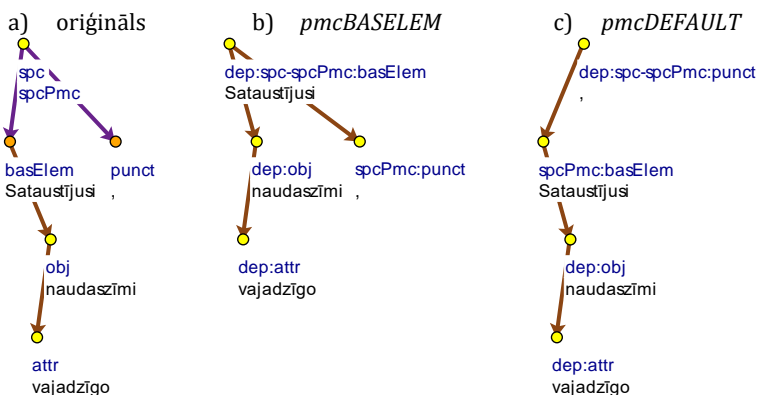 a) oriģināls
b) pmcBASELEM
c) pmcDEFAULT
spc
spcPmc
basElem
Sataustījusi
punct
,
obj
naudaszīmi
attr
vajadzīgo
dep:spc-spcPmc:basElem
Sataustījusi
dep:obj
naudaszīmi
spcPmc:punct
,
dep:attr
vajadzīgo
dep:spc-spcPmc:punct
,
spcPmc:basElem
Sataustījusi
dep:obj
naudaszīmi
dep:attr
vajadzīgo